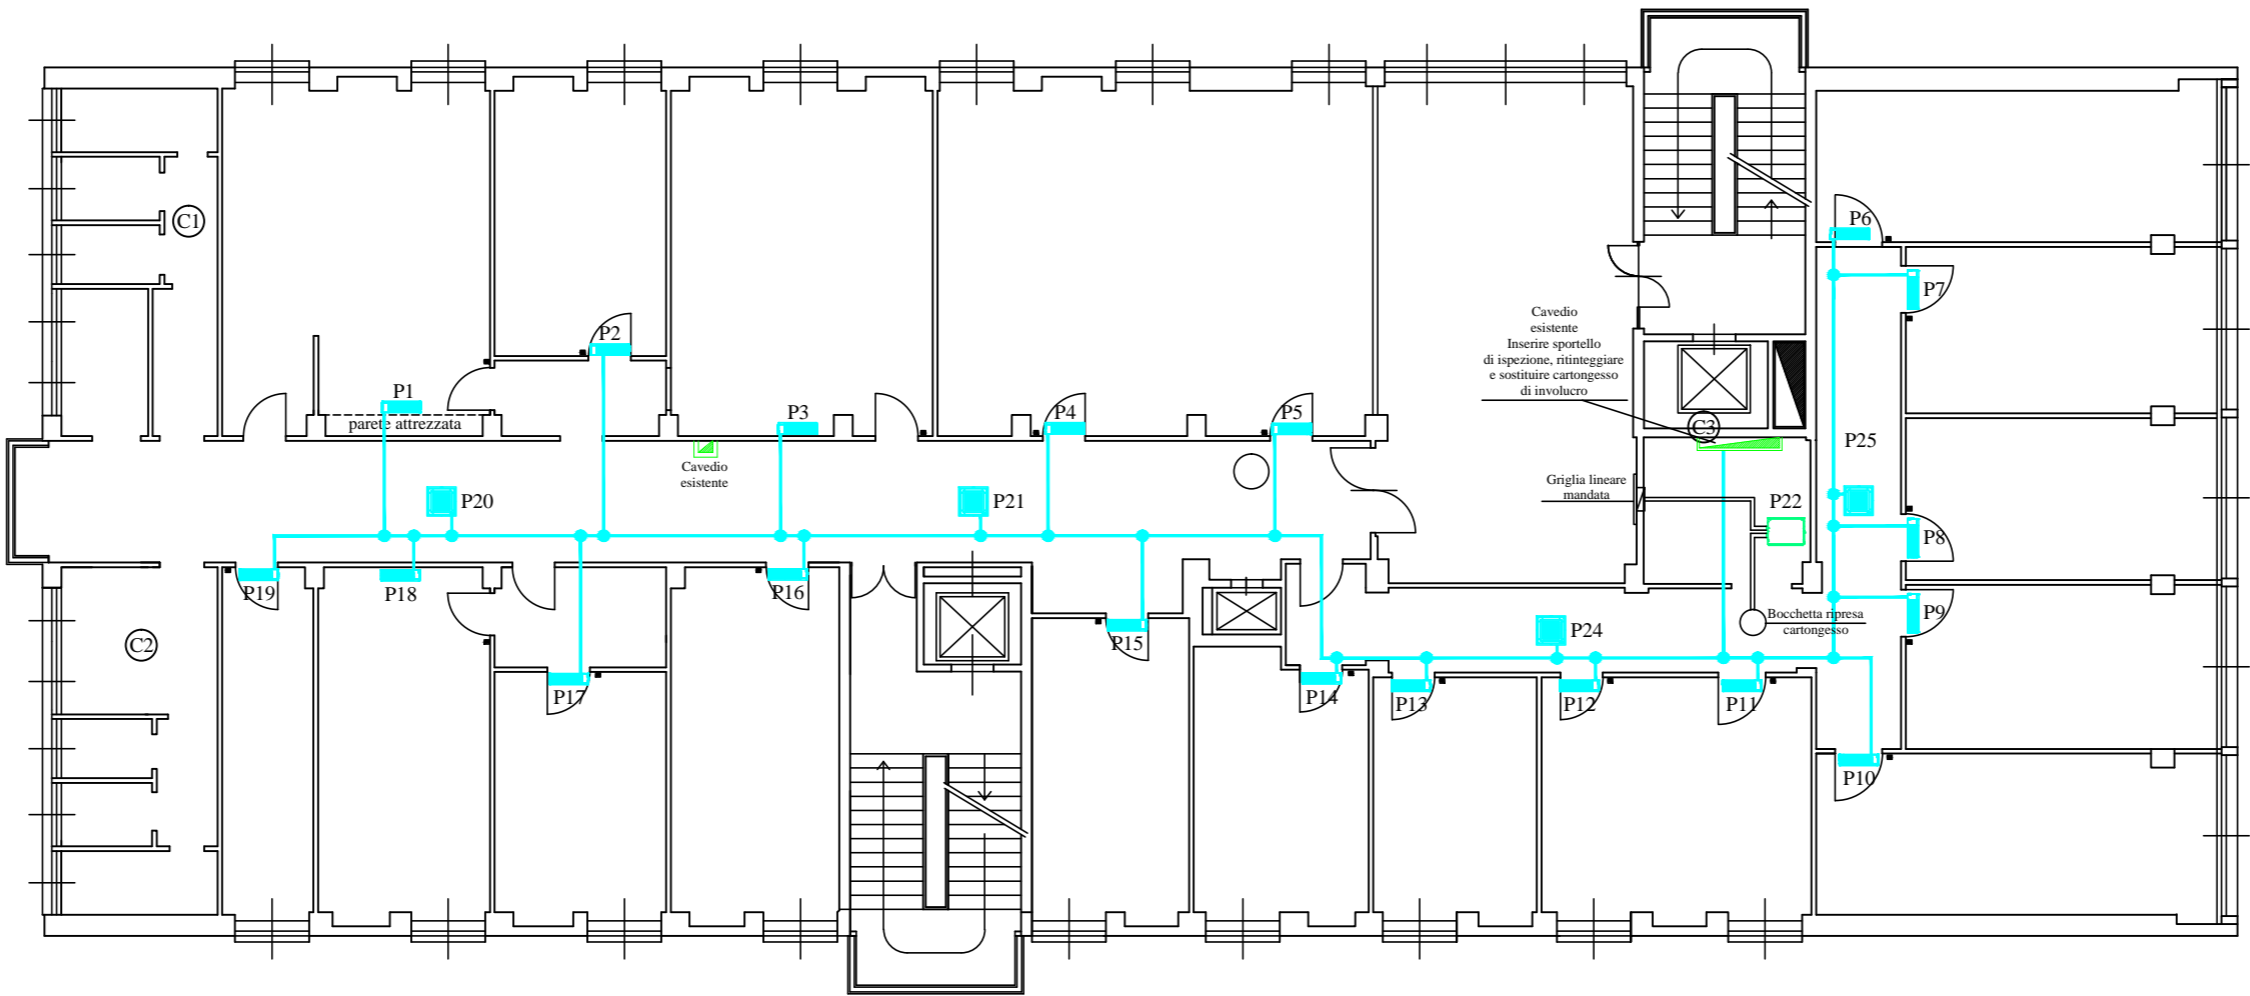 C1
P6
P7
Cavedio
esistente
Inserire sportello
di ispezione, ritinteggiare
e sostituire cartongesso
di involucro
P2
P1
parete attrezzata
P3
P4
P5
C3
P25
Cavedio
esistente
Griglia lineare
mandata
P20
P21
P22
P8
P19
P18
P16
P9
Bocchetta ripresa
cartongesso
C2
P15
P24
P17
P14
P13
P12
P11
P10